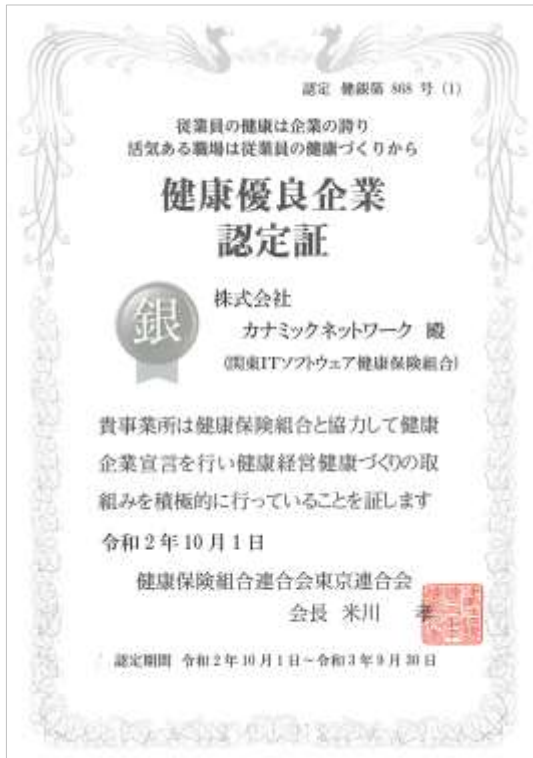 認定 健銀第 868 号 (1)
従業員の健康は企業の誇り
活気ある職場は従業員の健康づくりから
健康優良企業
認定証
銀
株式会社
カナミックネットワーク 殿
(関東ITソフトウェア健康保険組合)
貴事業所は健康保険組合と協力して健康
企業宣言を行い健康経営健康づくりの取
組みを積極的に行っていることを証します
令和2年10月1日
健康保険組合連合会東京連合会
会長 米川 孝
認定期間 令和2年10月1日～令和3年9月30日